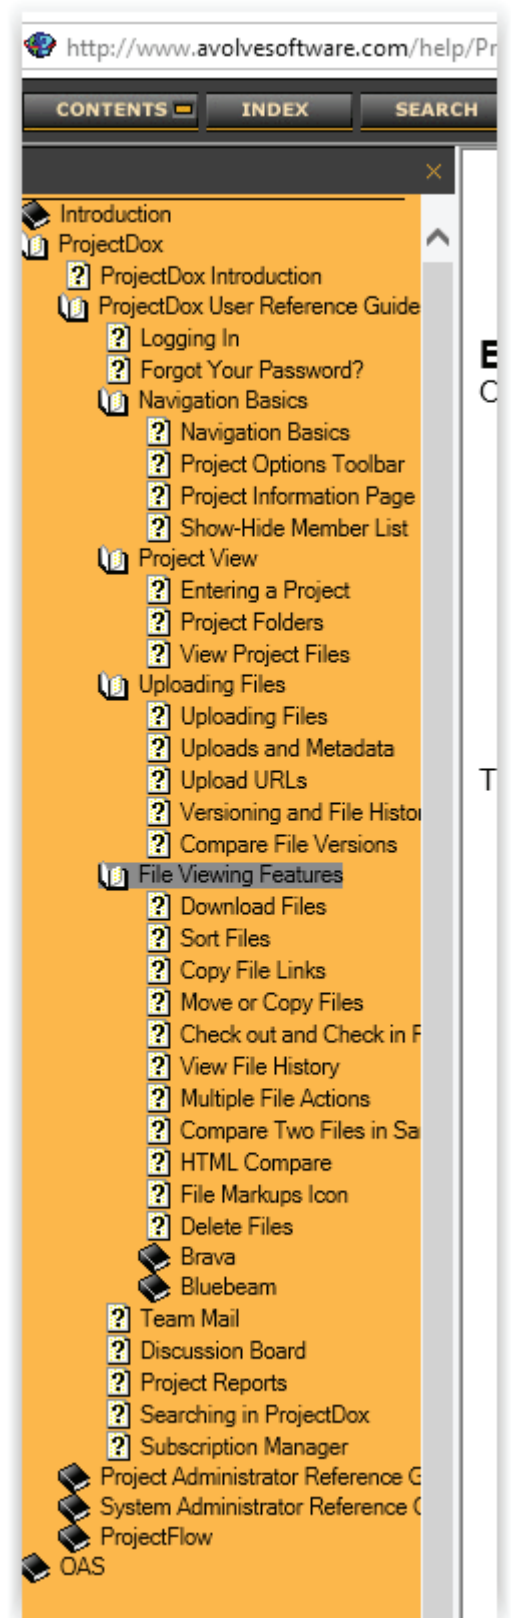 http://www.avolvesoftware.com/help/Pr
CONTENTS INDEX SEARCH
Introduction
ProjectDox
ProjectDox Introduction
ProjectDox User Reference Guide
Logging In
Forgot Your Password?
E
C
Navigation Basics
Navigation Basics
Project Options Toolbar
Project Information Page
Show-Hide Member List
Project View
Entering a Project
Project Folders
View Project Files
Uploading Files
Uploading Files
Uploads and Metadata
Upload URLs
T
Versioning and File Histor
Compare File Versions
File Viewing Features
Download Files
Sort Files
Copy File Links
Move or Copy Files
Check out and Check in F
View File History
Multiple File Actions
Compare Two Files in Sa
HTML Compare
File Markups Icon
Delete Files
Brava
Bluebeam
Team Mail
Discussion Board
Project Reports
Searching in ProjectDox
Subscription Manager
Project Administrator Reference G
System Administrator Reference G
ProjectFlow
OAS